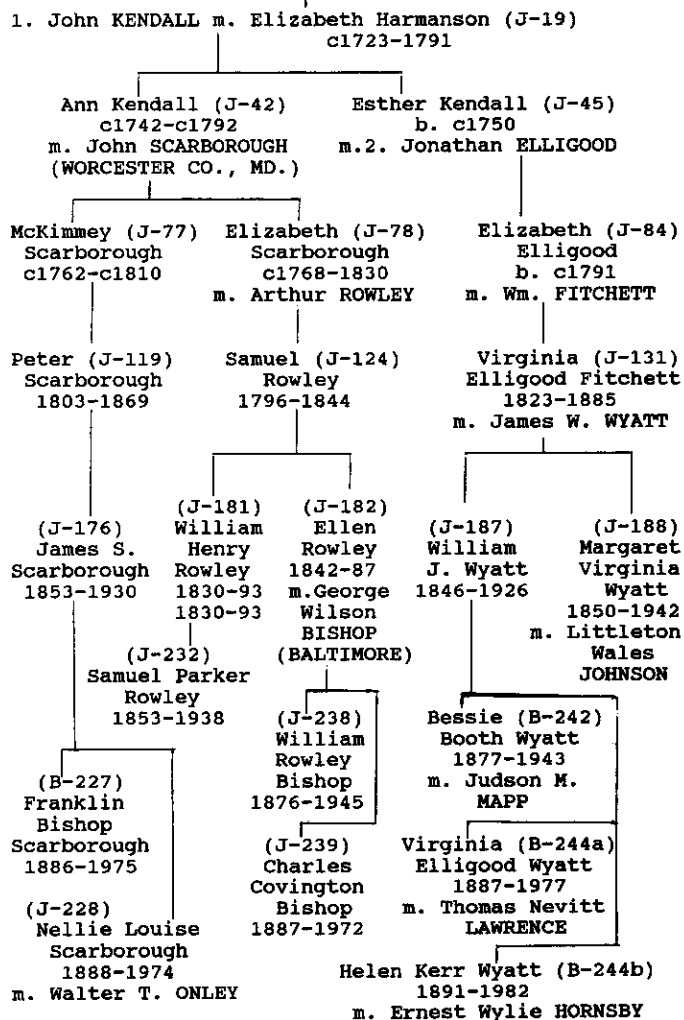 1. John KENDALL m. Elizabeth Harmanson (J-19)
c1723-1791
Ann Kendall (J-42)
c1742-c1792
m. John SCARBOROUGH
(WORCESTER CO., MD.)
Esther Kendall (J-45)
b. c1750
m.2. Jonathan ELLIGOOD
McKimmey (J-77)
Scarborough
c1762-c1810
Elizabeth (J-78)
Scarborough
c1768-1830
m. Arthur ROWLEY
Elizabeth (J-84)
Elligood
b. c1791
m. Wm. FITCHETT
Peter (J-119)
Scarborough
1803-1869
Samuel (J-124)
Rowley
1796-1844
Virginia (J-131)
Elligood Fitchett
1823-1885
m. James W. WYATT
(J-176)
James S.
Scarborough
1853-1930
(J-181)
William
Henry
Rowley
1830-93
1830-93
(J-182)
Ellen
Rowley
1842-87
m.George
Wilson
BISHOP
(BALTIMORE)
(J-187)
William
J. Wyatt
1846-1926
(J-188)
Margaret
Virginia
Wyatt
1850-1942
m. Littleton
Wales
JOHNSON
(J-232)
Samuel Parker
Rowley
1853-1938
(J-238)
William
Rowley
Bishop
1876-1945
Bessie (B-242)
Booth Wyatt
1877-1943
m. Judson M.
MAPP
(B-227)
Franklin
Bishop
Scarborough
1886-1975
(J-239)
Charles
Covington
Bishop
1887-1972
Virginia (B-244a)
Elligood Wyatt
1887-1977
m. Thomas Nevitt
LAWRENCE
(J-228)
Nellie Louise
Scarborough
1888-1974
m. Walter T. ONLEY
Helen Kerr Wyatt (B-244b)
1891-1982
m. Ernest Wylie HORNSBY